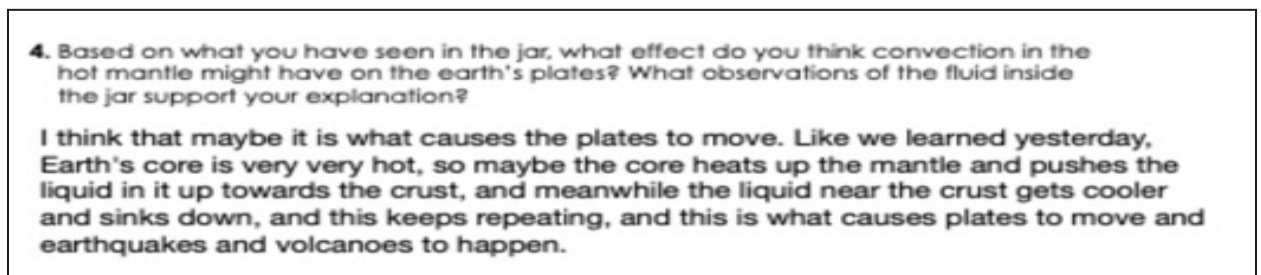 4. Based on what you have seen in the jar, what effect do you think convection in the
hot mantle might have on the earth's plates? What observations of the fluid inside
the jar support your explanation?
I think that maybe it is what causes the plates to move. Like we learned yesterday,
Earth's core is very very hot, so maybe the core heats up the mantle and pushes the
liquid in it up towards the crust, and meanwhile the liquid near the crust gets cooler
and sinks down, and this keeps repeating, and this is what causes plates to move and
earthquakes and volcanoes to happen.